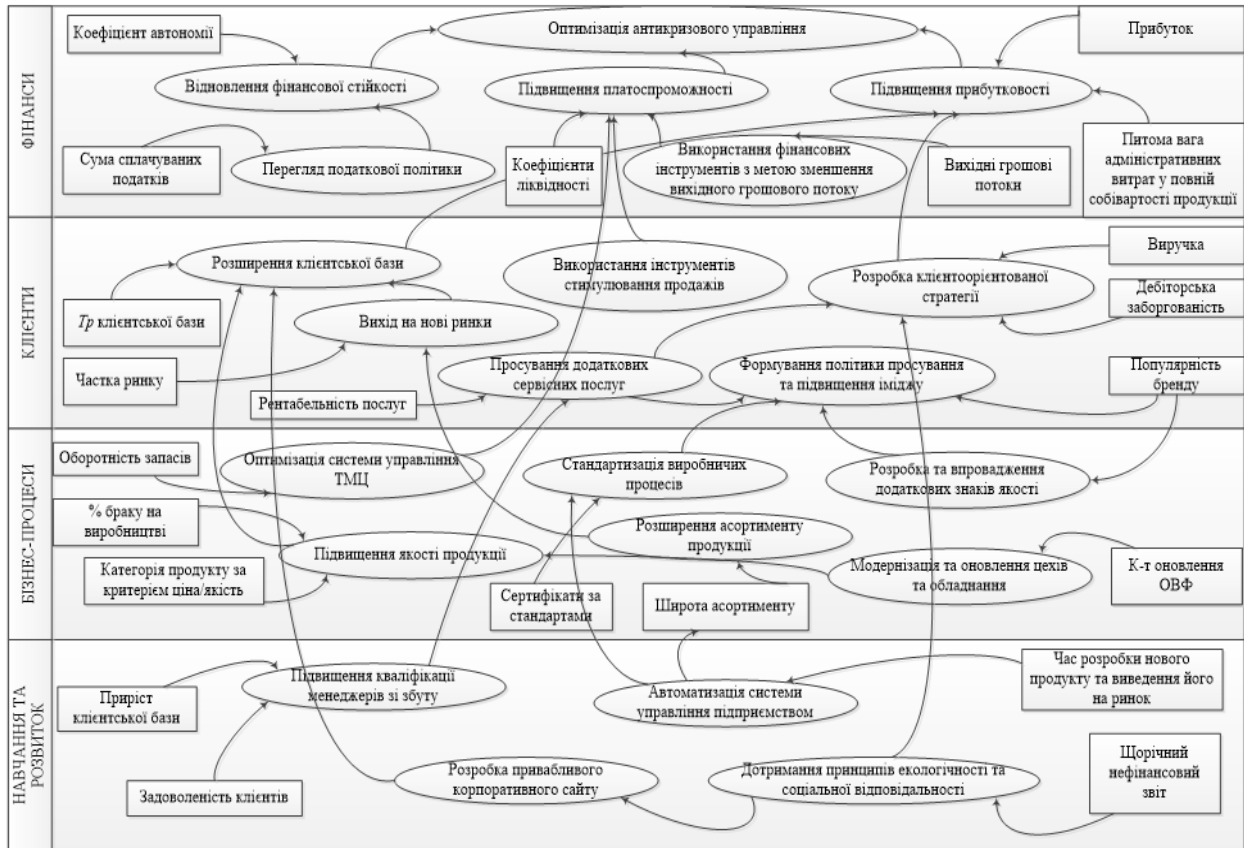 ФІНАНСИ
Коефіцієнт автономії
Оптимізація антикризового управління
Прибуток
Відновлення фінансової стійкості
Підвищення платоспроможності
Підвищення прибутковості
Сума сплачуваних
податків
Перегляд податкової політики
Коефіцієнти
ліквідності
Використання фінансових
інструментів з метою зменшення
вихідного грошового потоку
Вихідні грошові
потоки
Питома вага
адміністративних
витрат у повній
собівартості продукції
КЛІЄНТИ
Розширення клієнтської бази
Використання інструментів
стимулювання продажів
Розробка клієнтоорієнтованої
стратегії
Виручка
Дебіторська
заборгованість
Тр клієнтської бази
Вихід на нові ринки
Частка ринку
Рентабельність послуг
Просування додаткових
сервісних послуг
Формування політики просування
та підвищення іміджу
Популярність
бренду
БІЗНЕС-ПРОЦЕСИ
Оборотність запасів
Оптимізація системи управління
ТМЦ
Стандартизація виробничих
процесів
Розробка та впровадження
додаткових знаків якості
% браку на
виробництві
Підвищення якості продукції
Розширення асортименту
продукції
Модернізація та оновлення цехів
та обладнання
К-т оновлення
ОВФ
Категорія продукту за
критерієм ціна/якість
Сертифікати за
стандартами
Широта асортименту
НАВЧАННЯ ТА
РОЗВИТОК
Приріст
клієнтської бази
Підвищення кваліфікації
менеджерів зі збуту
Автоматизація системи
управління підприємством
Час розробки нового
продукту та виведення його
на ринок
Задоволеність клієнтів
Розробка привабливого
корпоративного сайту
Дотримання принципів екологічності та
соціальної відповідальності
Щорічний
нефінансовий
звіт